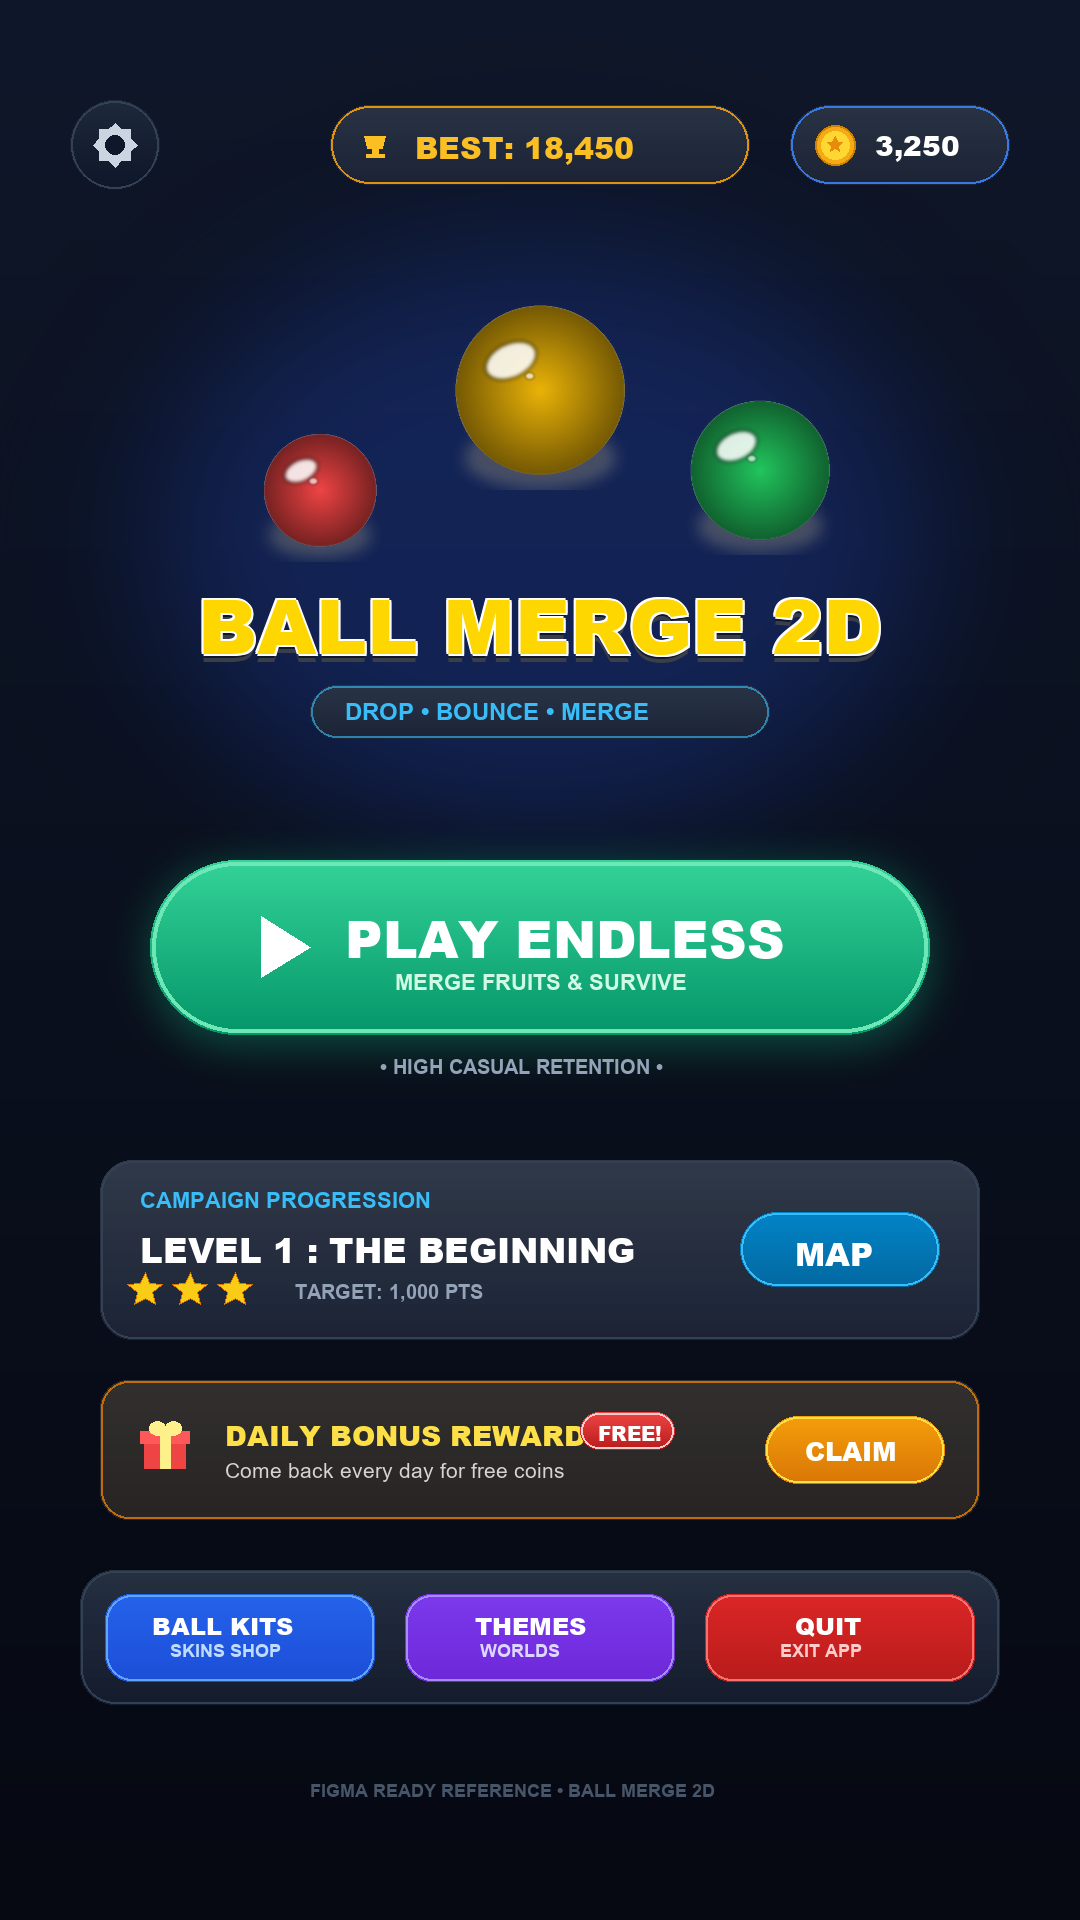 BEST: 18,450
3,250
BALL MERGE 2D
DROP • BOUNCE • MERGE
PLAY ENDLESS
MERGE FRUITS & SURVIVE
• HIGH CASUAL RETENTION •
CAMPAIGN PROGRESSION
LEVEL 1 : THE BEGINNING
TARGET: 1,000 PTS
MAP
DAILY BONUS REWARD
FREE!
Come back every day for free coins
CLAIM
BALL KITS
SKINS SHOP
THEMES
WORLDS
QUIT
EXIT APP
FIGMA READY REFERENCE • BALL MERGE 2D